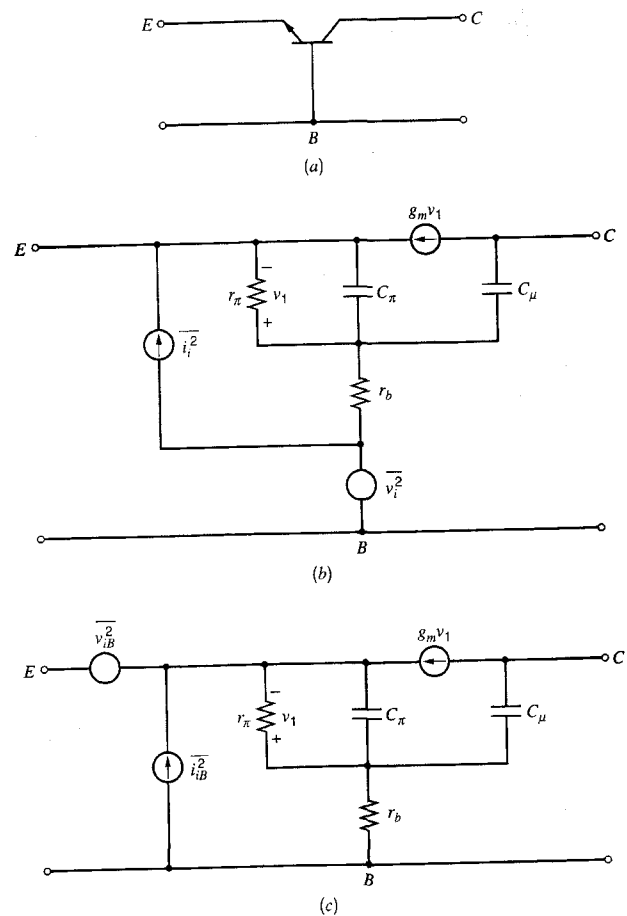 E
C
B
(a)
g_m v_1
E
C
−
r_π
v_1
+
C_π
C_μ
\overline{i_i^2}
r_b
\overline{v_i^2}
B
(b)
\overline{v_{iB}^2}
g_m v_1
E
C
−
r_π
v_1
+
C_π
C_μ
\overline{i_{iB}^2}
r_b
B
(c)